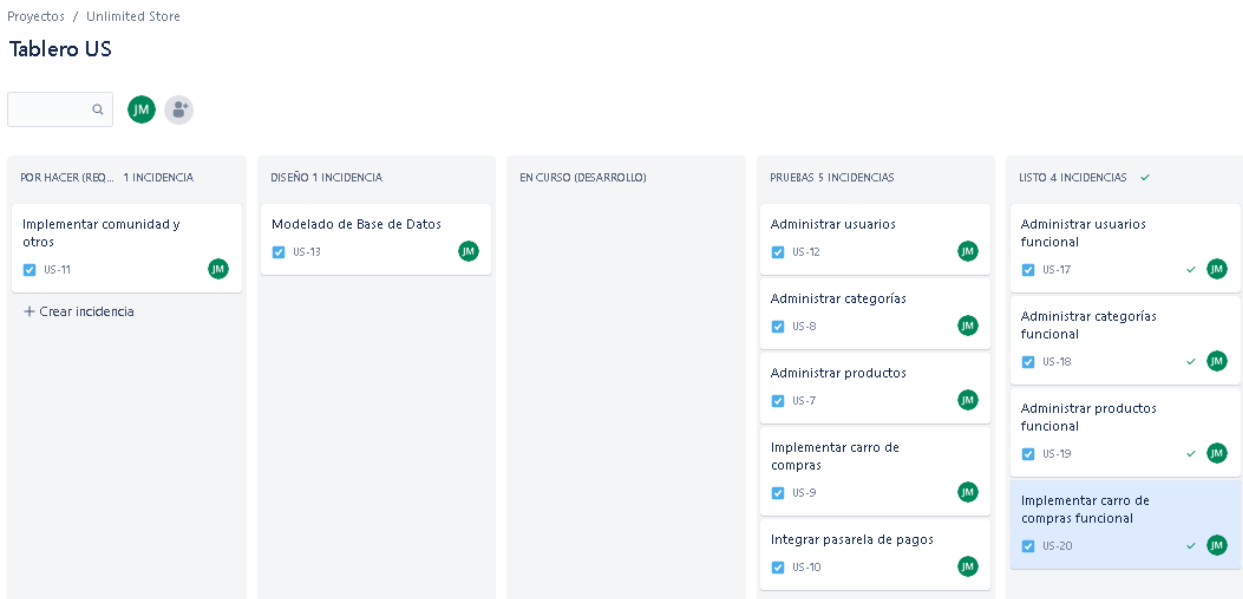 Proyectos / Unlimited Store
Tablero US
JM
POR HACER (REQ... 1 INCIDENCIA
Implementar comunidad y
otros
US-11 JM
+ Crear incidencia
DISEÑO 1 INCIDENCIA
Modelado de Base de Datos
US-13 JM
EN CURSO (DESARROLLO)
PRUEBAS 5 INCIDENCIAS
Administrar usuarios
US-12 JM
Administrar categorías
US-8 JM
Administrar productos
US-7 JM
Implementar carro de
compras
US-9 JM
Integrar pasarela de pagos
US-10 JM
LISTO 4 INCIDENCIAS
Administrar usuarios
funcional
US-17 JM
Administrar categorías
funcional
US-18 JM
Administrar productos
funcional
US-19 JM
Implementar carro de
compras funcional
US-20 JM